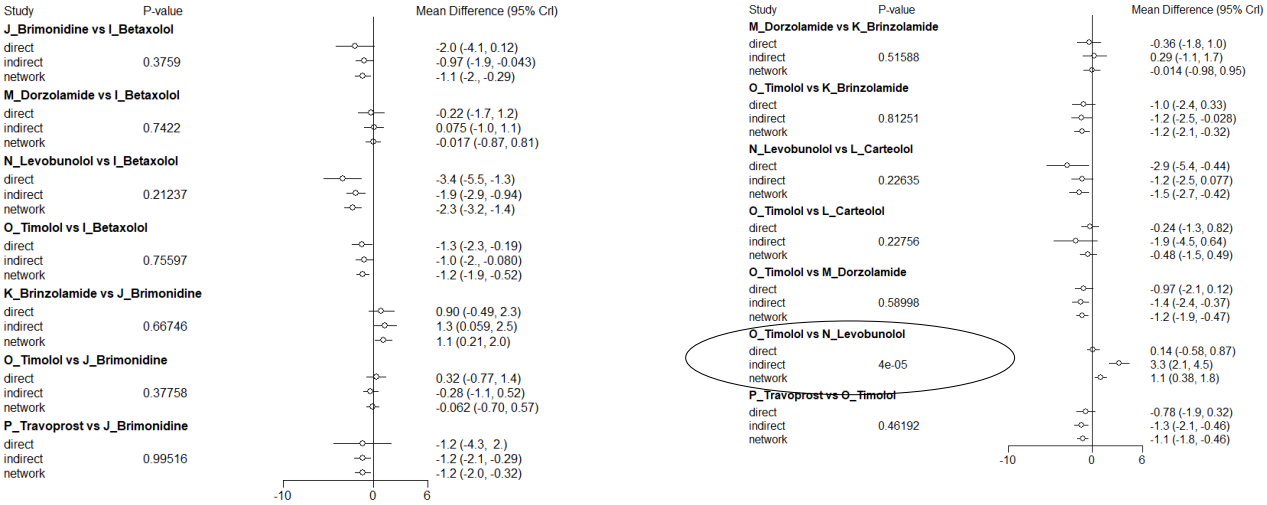 Study P-value Mean Difference (95% CrI)
J_Brimonidine vs I_Betaxolol
direct -2.0 (-4.1, 0.12)
indirect 0.3759 -0.97 (-1.9, -0.043)
network -1.1 (-2., -0.29)
M_Dorzolamide vs I_Betaxolol
direct -0.22 (-1.7, 1.2)
indirect 0.7422 0.075 (-1.0, 1.1)
network -0.017 (-0.87, 0.81)
N_Levobunolol vs I_Betaxolol
direct -3.4 (-5.5, -1.3)
indirect 0.21237 -1.9 (-2.9, -0.94)
network -2.3 (-3.2, -1.4)
O_Timolol vs I_Betaxolol
direct -1.3 (-2.3, -0.19)
indirect 0.75597 -1.0 (-2., -0.080)
network -1.2 (-1.9, -0.52)
K_Brinzolamide vs J_Brimonidine
direct 0.90 (-0.49, 2.3)
indirect 0.66746 1.3 (0.059, 2.5)
network 1.1 (0.21, 2.0)
O_Timolol vs J_Brimonidine
direct 0.32 (-0.77, 1.4)
indirect 0.37758 -0.28 (-1.1, 0.52)
network -0.062 (-0.70, 0.57)
P_Travoprost vs J_Brimonidine
direct -1.2 (-4.3, 2.)
indirect 0.99516 -1.2 (-2.1, -0.29)
network -1.2 (-2.0, -0.32)
-10 0 6
Study P-value Mean Difference (95% CrI)
M_Dorzolamide vs K_Brinzolamide
direct -0.36 (-1.8, 1.0)
indirect 0.51588 0.29 (-1.1, 1.7)
network -0.014 (-0.98, 0.95)
O_Timolol vs K_Brinzolamide
direct -1.0 (-2.4, 0.33)
indirect 0.81251 -1.2 (-2.5, -0.028)
network -1.2 (-2.1, -0.32)
N_Levobunolol vs L_Carteolol
direct -2.9 (-5.4, -0.44)
indirect 0.22635 -1.2 (-2.5, 0.077)
network -1.5 (-2.7, -0.42)
O_Timolol vs L_Carteolol
direct -0.24 (-1.3, 0.82)
indirect 0.22756 -1.9 (-4.5, 0.64)
network -0.48 (-1.5, 0.49)
O_Timolol vs M_Dorzolamide
direct -0.97 (-2.1, 0.12)
indirect 0.58998 -1.4 (-2.4, -0.37)
network -1.2 (-1.9, -0.47)
O_Timolol vs N_Levobunolol
direct 0.14 (-0.58, 0.87)
indirect 4e-05 3.3 (2.1, 4.5)
network 1.1 (0.38, 1.8)
P_Travoprost vs O_Timolol
direct -0.78 (-1.9, 0.32)
indirect 0.46192 -1.3 (-2.1, -0.46)
network -1.1 (-1.8, -0.46)
-10 0 6